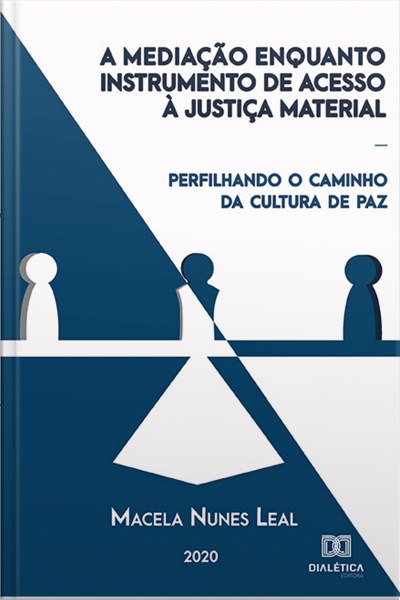 A MEDIAÇÃO ENQUANTO
INSTRUMENTO DE ACESSO
À JUSTIÇA MATERIAL
—
PERFILHANDO O CAMINHO
DA CULTURA DE PAZ
MACELA NUNES LEAL
2020
DIALÉTICA
EDITORA